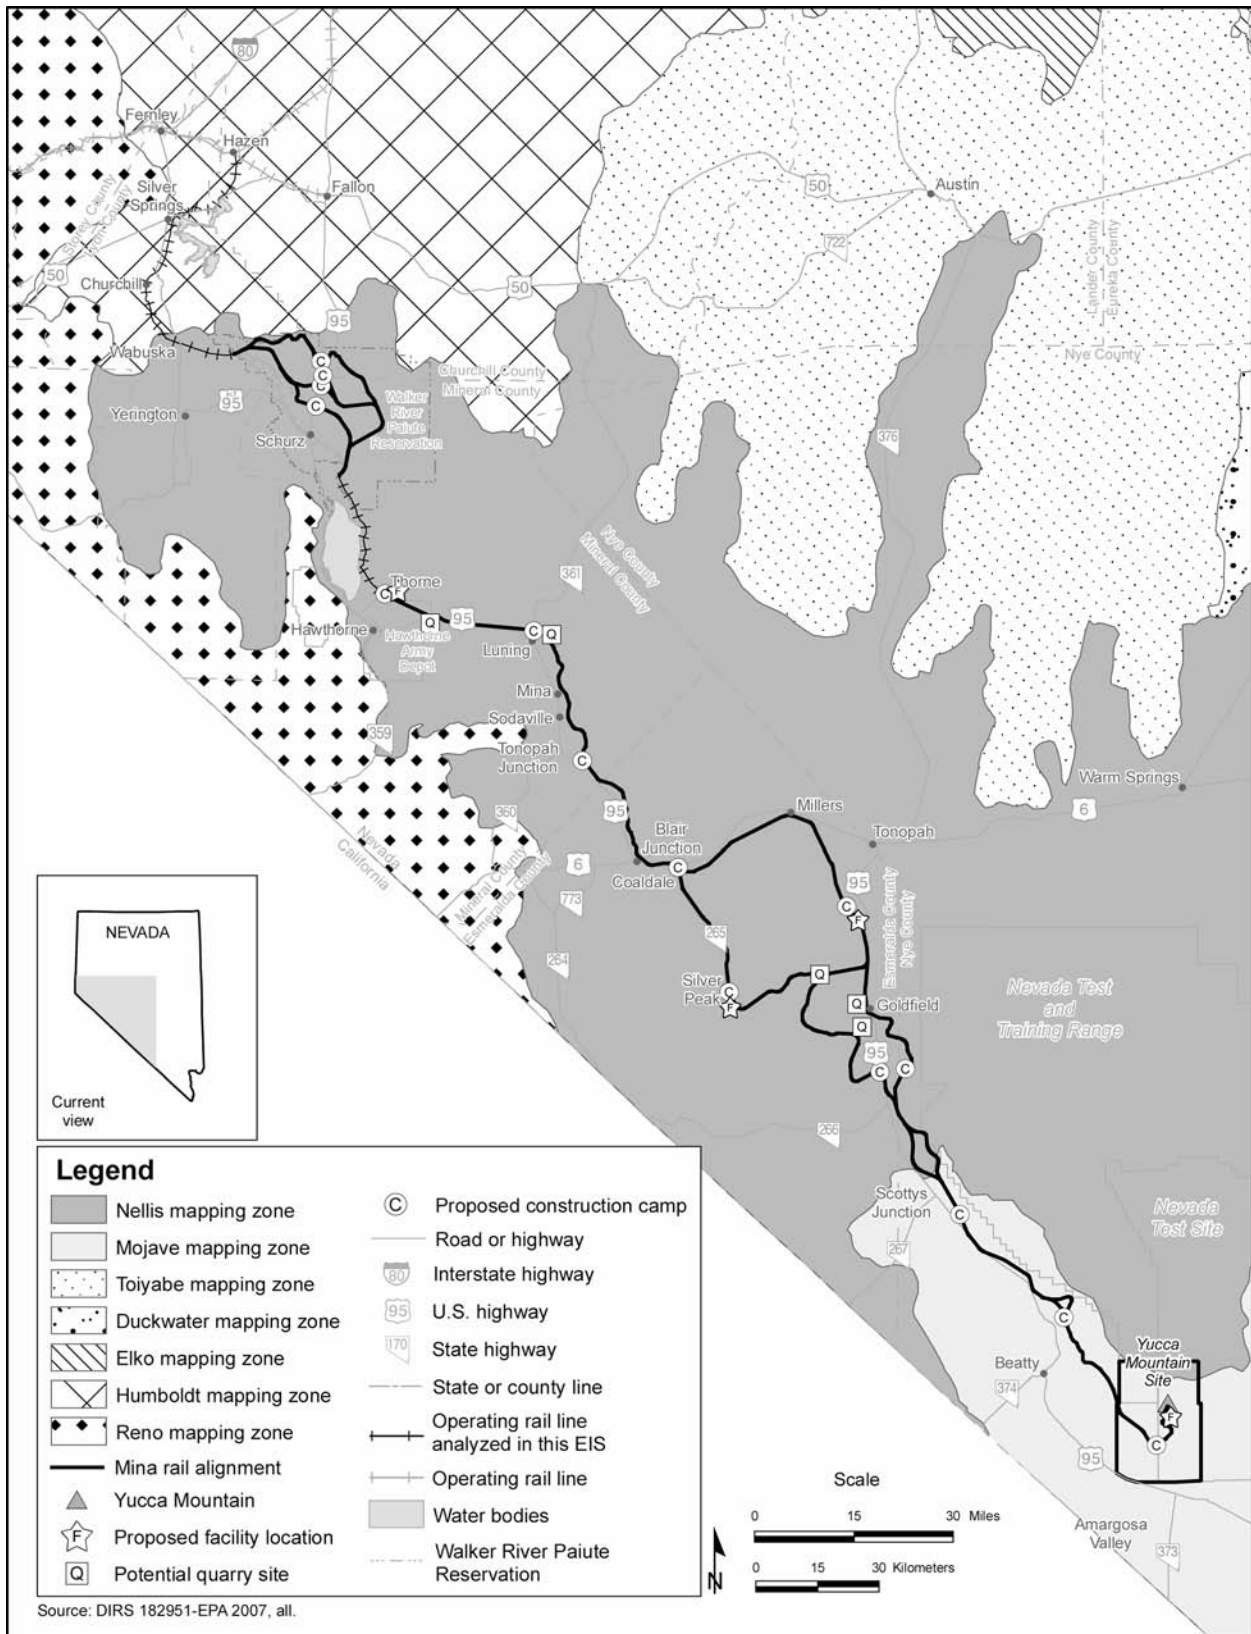 80
Fernley
Hazen
Silver
Springs
Fallon
Storey County
Lyon County
50
Churchill
50
Austin
722
Lander County
Eureka County
50
95
Wabuska
Nye County
Churchill County
Mineral County
C
C
C
C
Walker
River
Paiute
Reservation
Yerington
95
Schurz
376
Nye County
Mineral County
361
Thorne
C
F
Q
95
C
Q
Hawthorne
Hawthorne
Army
Depot
Luning
Mina
Sodaville
359
Tonopah
Junction
C
Warm Springs
6
360
95
Millers
Tonopah
Blair
Junction
Nevada
California
6
Coaldale
C
Mineral County
Esmeralda County
773
95
C
F
Esmeralda County
Nye County
265
264
Silver
Peak
C
F
Q
Q
Goldfield
Q
95
C
C
Nevada Test
and
Training Range
266
NEVADA
Current
view
Scottys
Junction
C
267
Nevada
Test Site
C
Beatty
374
Yucca
Mountain
Site
F
C
95
Amargosa
Valley
373
Legend
Nellis mapping zone
Mojave mapping zone
Toiyabe mapping zone
Duckwater mapping zone
Elko mapping zone
Humboldt mapping zone
Reno mapping zone
Mina rail alignment
Yucca Mountain
F Proposed facility location
Q Potential quarry site
C Proposed construction camp
Road or highway
80 Interstate highway
95 U.S. highway
170 State highway
State or county line
Operating rail line
analyzed in this EIS
Operating rail line
Water bodies
Walker River Paiute
Reservation
Scale
0 15 30 Miles
0 15 30 Kilometers
N
Source: DIRS 182951-EPA 2007, all.